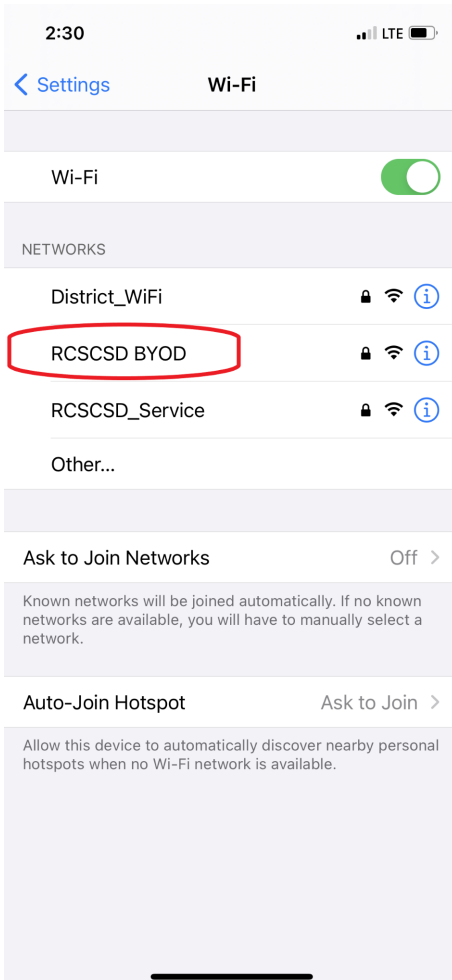 2:30
LTE
Settings
Wi-Fi
Wi-Fi
NETWORKS
District_WiFi
RCSCSD BYOD
RCSCSD_Service
Other...
Ask to Join Networks Off
Known networks will be joined automatically. If no known
networks are available, you will have to manually select a
network.
Auto-Join Hotspot Ask to Join
Allow this device to automatically discover nearby personal
hotspots when no Wi-Fi network is available.